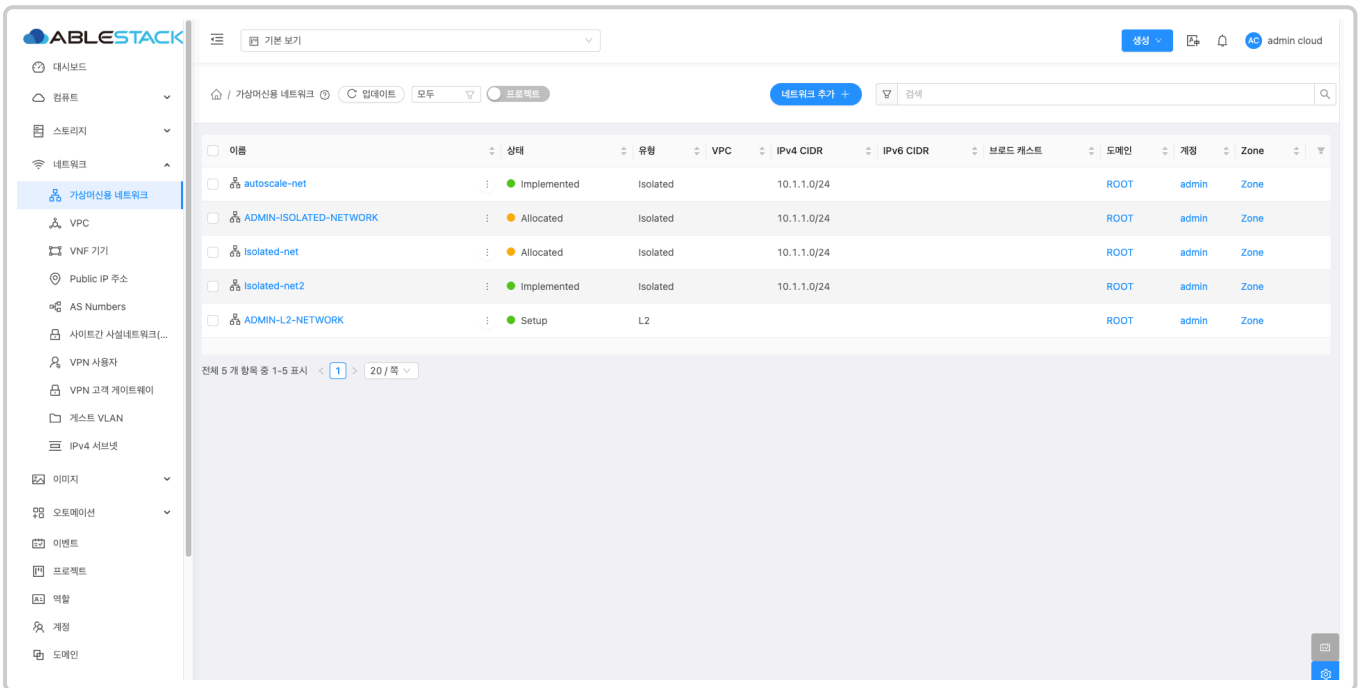 ABLESTACK
기본 보기
생성
AC admin cloud
대시보드
컴퓨트
스토리지
네트워크
가상머신용 네트워크
VPC
VNF 기기
Public IP 주소
AS Numbers
사이트간 사설네트워크(...
VPN 사용자
VPN 고객 게이트웨이
게스트 VLAN
IPv4 서브넷
이미지
오토메이션
이벤트
프로젝트
역할
계정
도메인
/ 가상머신용 네트워크 업데이트 모두 프로젝트 네트워크 추가 + 검색
이름 상태 유형 VPC IPv4 CIDR IPv6 CIDR 브로드 캐스트 도메인 계정 Zone
autoscale-net Implemented Isolated 10.1.1.0/24 ROOT admin Zone
ADMIN-ISOLATED-NETWORK Allocated Isolated 10.1.1.0/24 ROOT admin Zone
Isolated-net Allocated Isolated 10.1.1.0/24 ROOT admin Zone
Isolated-net2 Implemented Isolated 10.1.1.0/24 ROOT admin Zone
ADMIN-L2-NETWORK Setup L2 ROOT admin Zone
전체 5 개 항목 중 1-5 표시 < 1 > 20 / 쪽